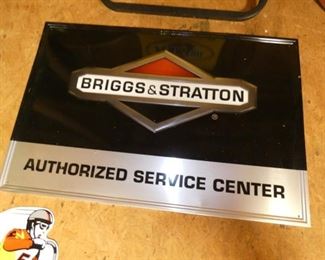 BRIGGS & STRATTON
®
AUTHORIZED SERVICE CENTER